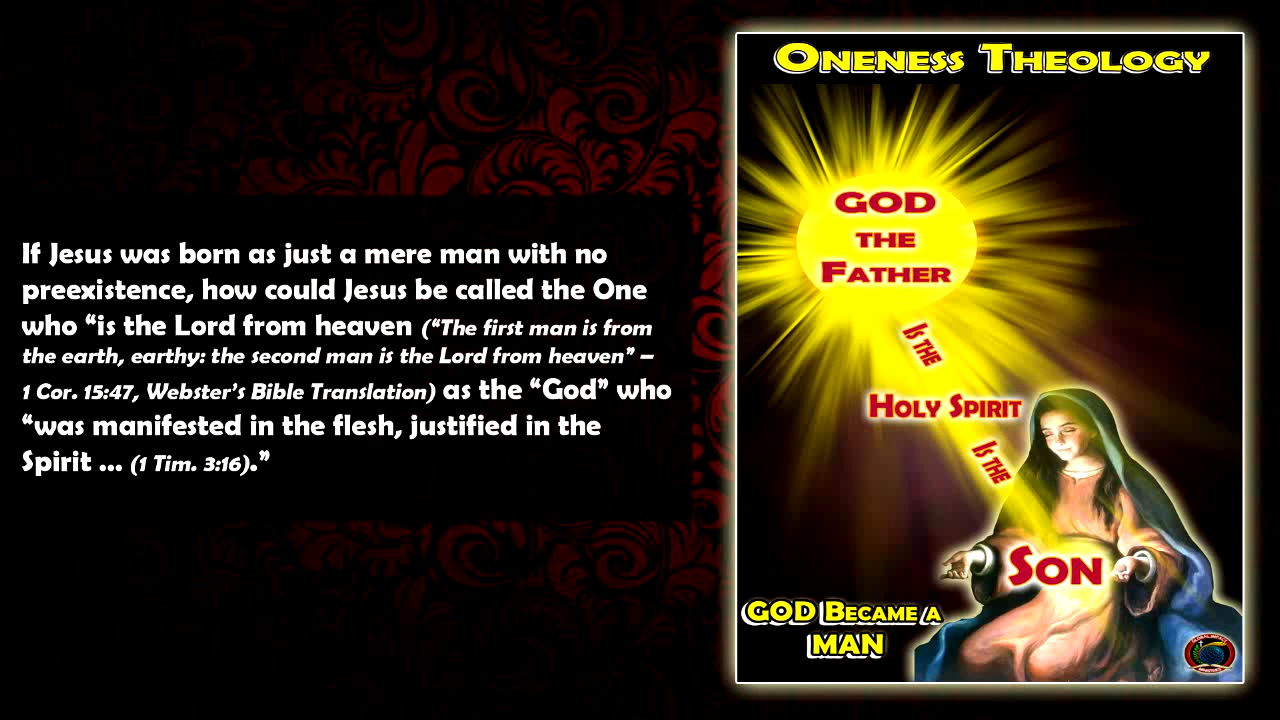 If Jesus was born as just a mere man with no
preexistence, how could Jesus be called the One
who “is the Lord from heaven (“The first man is from
the earth, earthy: the second man is the Lord from heaven” –
1 Cor. 15:47, Webster’s Bible Translation) as the “God” who
“was manifested in the flesh, justified in the
Spirit ... (1 Tim. 3:16).”
ONENESS THEOLOGY
GOD
THE
FATHER
IS THE
HOLY SPIRIT
IS THE
SON
GOD BECAME A
MAN
GLOBAL IMPACT
MINISTRIES